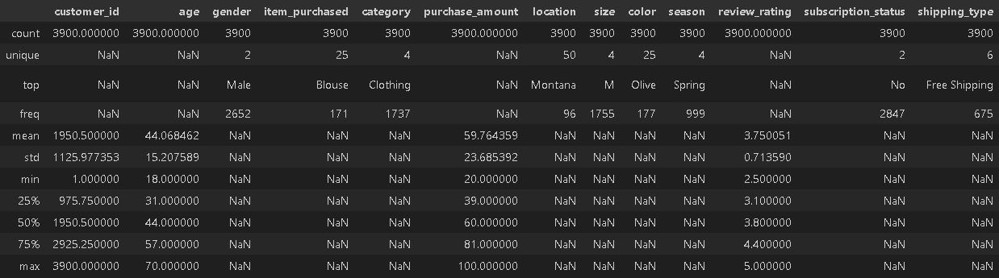 customer_id age gender item_purchased category purchase_amount location size color season review_rating subscription_status shipping_type
count 3900.000000 3900.000000 3900 3900 3900 3900.000000 3900 3900 3900 3900 3900.000000 3900 3900
unique NaN NaN 2 25 4 NaN 50 4 25 4 NaN 2 6
top NaN NaN Male Blouse Clothing NaN Montana M Olive Spring NaN No Free Shipping
freq NaN NaN 2652 171 1737 NaN 96 1755 177 999 NaN 2847 675
mean 1950.500000 44.068462 NaN NaN NaN 59.764359 NaN NaN NaN NaN 3.750051 NaN NaN
std 1125.977353 15.207589 NaN NaN NaN 23.685392 NaN NaN NaN NaN 0.713590 NaN NaN
min 1.000000 18.000000 NaN NaN NaN 20.000000 NaN NaN NaN NaN 2.500000 NaN NaN
25% 975.750000 31.000000 NaN NaN NaN 39.000000 NaN NaN NaN NaN 3.100000 NaN NaN
50% 1950.500000 44.000000 NaN NaN NaN 60.000000 NaN NaN NaN NaN 3.800000 NaN NaN
75% 2925.250000 57.000000 NaN NaN NaN 81.000000 NaN NaN NaN NaN 4.400000 NaN NaN
max 3900.000000 70.000000 NaN NaN NaN 100.000000 NaN NaN NaN NaN 5.000000 NaN NaN